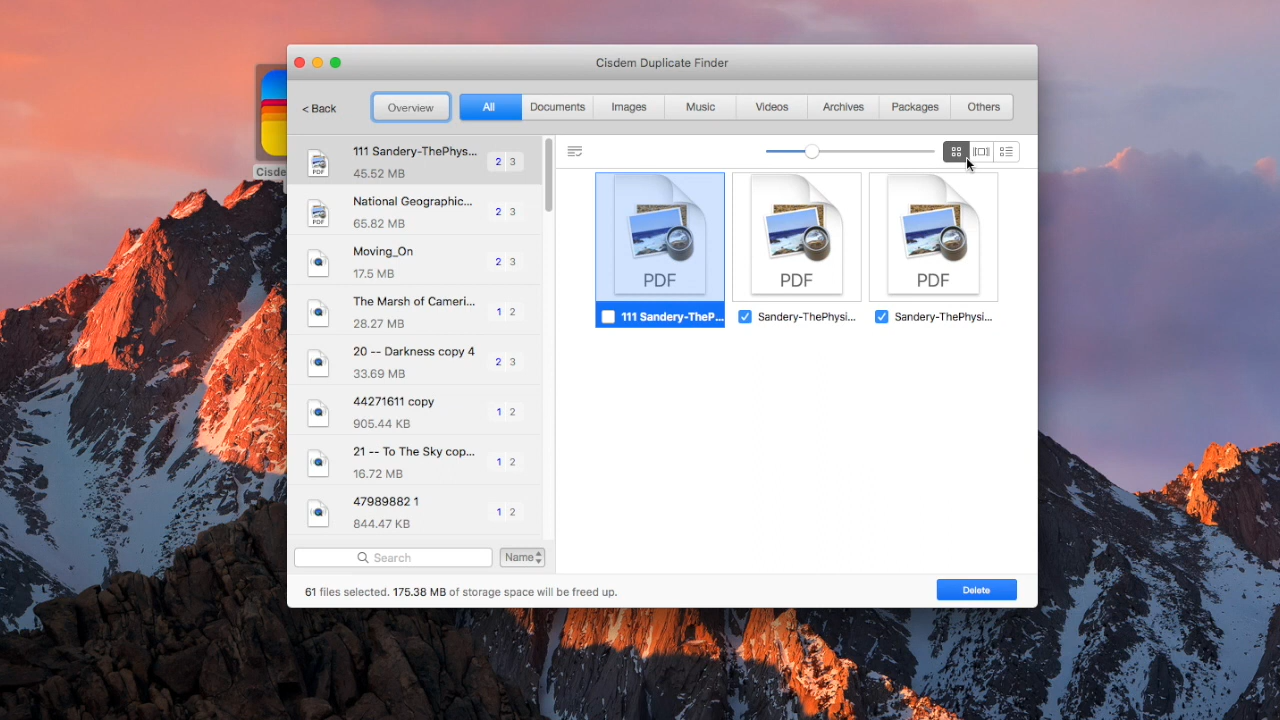 Cisdem Duplicate Finder
< Back
Overview
All
Documents
Images
Music
Videos
Archives
Packages
Others
Cisde
111 Sandery-ThePhys...
45.52 MB
2 3
National Geographic...
65.82 MB
2 3
Moving_On
17.5 MB
2 3
The Marsh of Cameri...
28.27 MB
1 2
20 -- Darkness copy 4
33.69 MB
2 3
44271611 copy
905.44 KB
1 2
21 -- To The Sky cop...
16.72 MB
1 2
47989882 1
844.47 KB
1 2
PDF
PDF
PDF
PDF
PDF
111 Sandery-TheP...
Sandery-ThePhysi...
Sandery-ThePhysi...
Search
Name
61 files selected. 175.38 MB of storage space will be freed up.
Delete